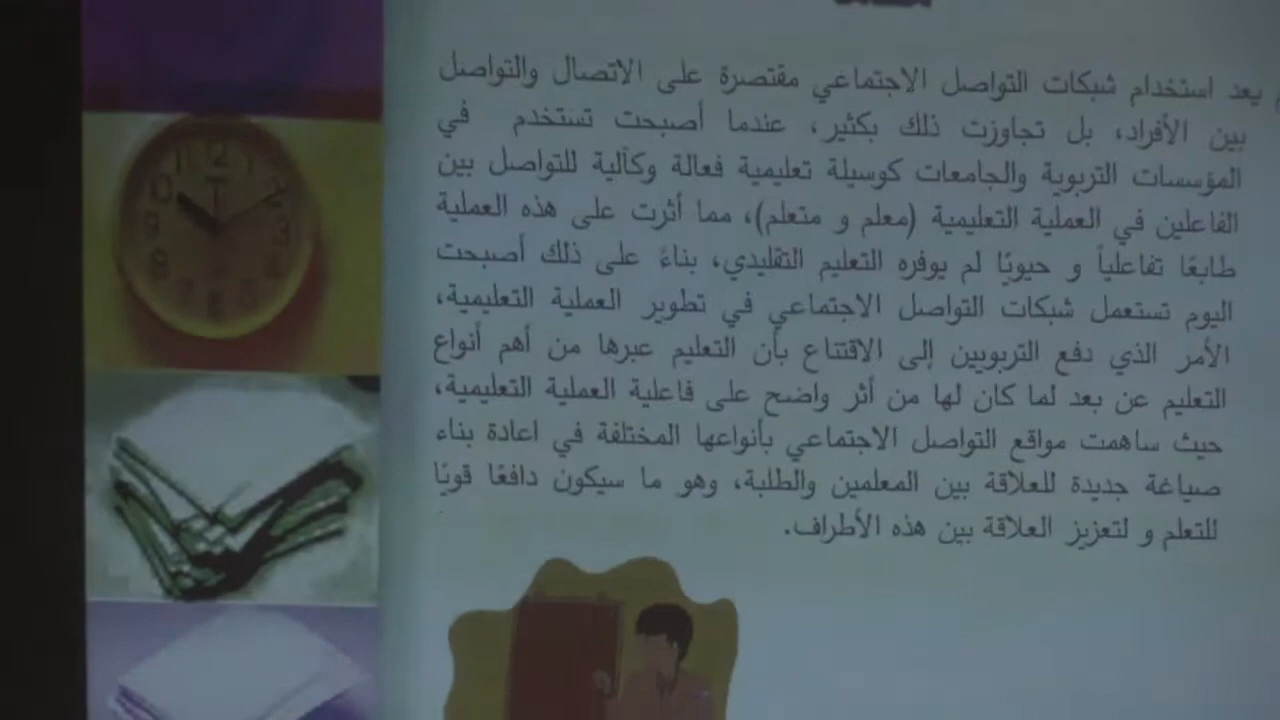 يعد استخدام شبكات التواصل الاجتماعي مقتصرة على الاتصال والتواصل
بين الأفراد، بل تجاوزت ذلك بكثير، عندما أصبحت تستخدم في
المؤسسات التربوية والجامعات كوسيلة تعليمية فعالة وكآلية للتواصل بين
الفاعلين في العملية التعليمية (معلم و متعلم)، مما أثرت على هذه العملية
طابعًا تفاعلياً و حيويًا لم يوفره التعليم التقليدي، بناءً على ذلك أصبحت
اليوم تستعمل شبكات التواصل الاجتماعي في تطوير العملية التعليمية،
الأمر الذي دفع التربويين إلى الاقتناع بأن التعليم عبرها من أهم أنواع
التعليم عن بعد لما كان لها من أثر واضح على فاعلية العملية التعليمية،
حيث ساهمت مواقع التواصل الاجتماعي بأنواعها المختلفة في اعادة بناء
صياغة جديدة للعلاقة بين المعلمين والطلبة، وهو ما سيكون دافعًا قويًا
للتعلم و لتعزيز العلاقة بين هذه الأطراف.